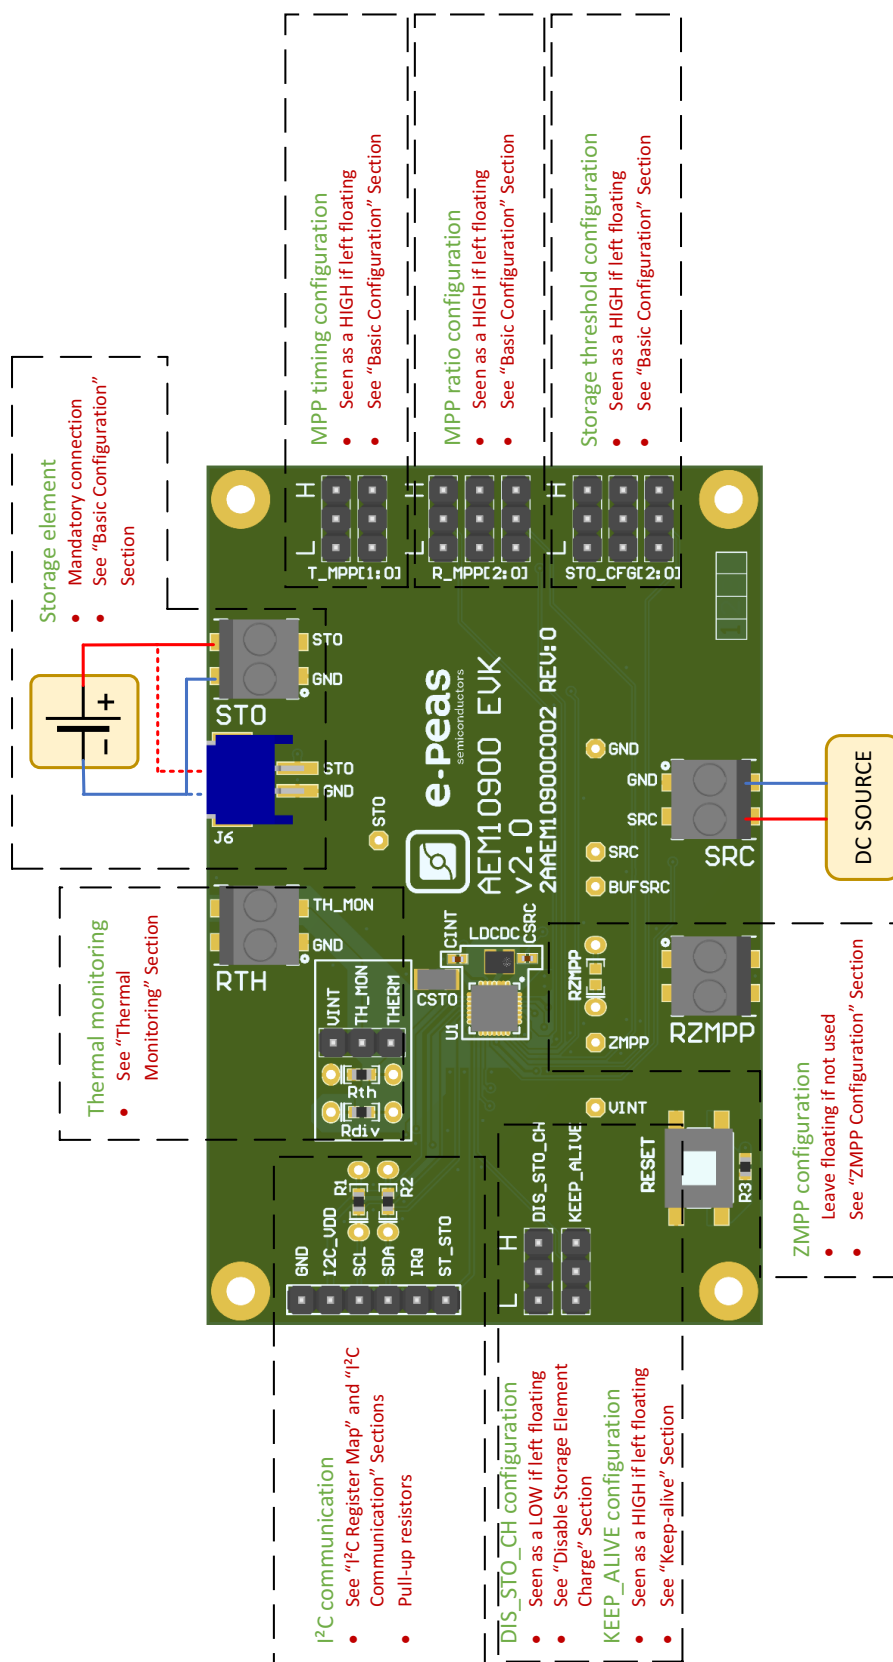 Storage element
• Mandatory connection
• See “Basic Configuration”
Section
Thermal monitoring
• See “Thermal
Monitoring” Section
I²C communication
• See “I²C Register Map” and “I²C
Communication” Sections
• Pull-up resistors
DIS_STO_CH configuration
• Seen as a LOW if left floating
• See “Disable Storage Element
Charge” Section
KEEP_ALIVE configuration
• Seen as a HIGH if left floating
• See “Keep-alive” Section
MPP timing configuration
• Seen as a HIGH if left floating
• See “Basic Configuration” Section
MPP ratio configuration
• Seen as a HIGH if left floating
• See “Basic Configuration” Section
Storage threshold configuration
• Seen as a HIGH if left floating
• See “Basic Configuration” Section
ZMPP configuration
• Leave floating if not used
• See “ZMPP Configuration” Section
DC SOURCE
− +
GND
I2C_VDD
SCL
SDA
IRQ
ST_STO
R1
R2
RTH
GND
TH_MON
VINT
TH_MON
THERM
Rth
Rdiv
J6
GND
STO
STO
GND
STO
STO
L H
T_MPP[1:0]
L H
R_MPP[2:0]
L H
STO_CFG[2:0]
e-peas
semiconductors
AEM10900 EVK
v2.0
2AAEM10900C002 REV:0
CSTO
CINT
LDCDC
CSRC
U1
L H
DIS_STO_CH
KEEP_ALIVE
VINT
ZMPP
RZMPP
BUFSRC
SRC
GND
RESET
R3
RZMPP
SRC
GND
SRC
1